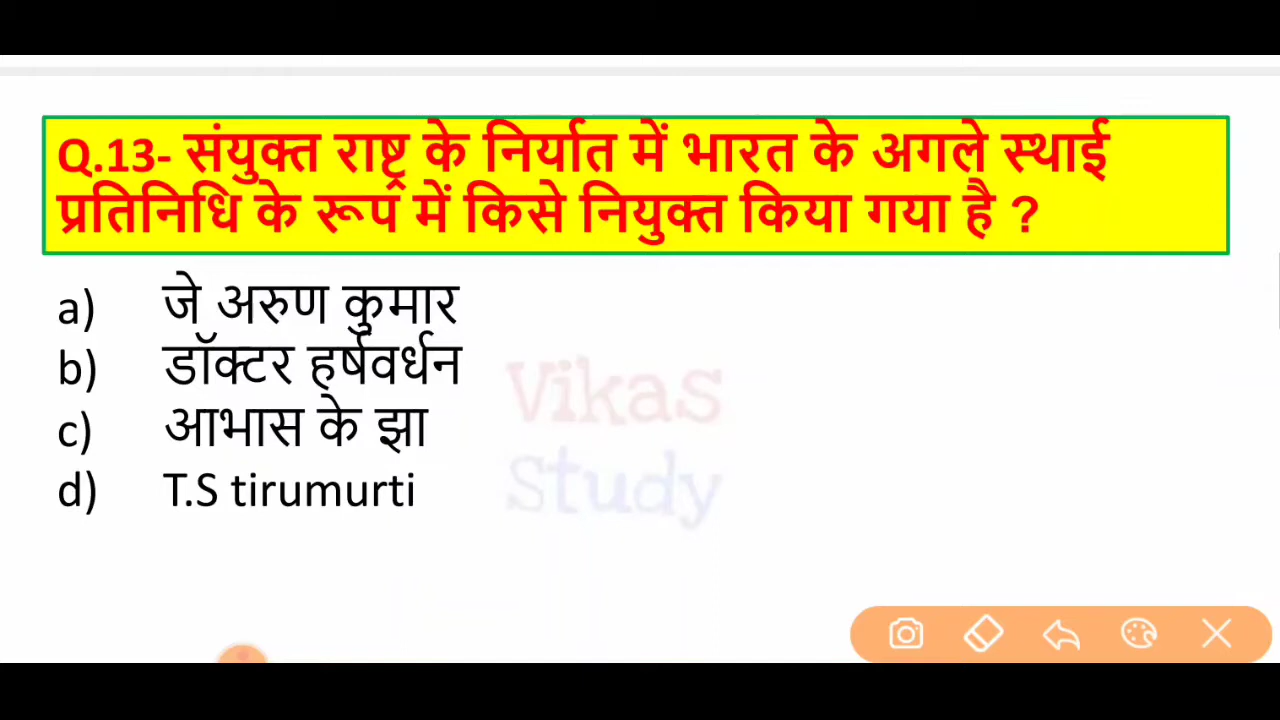 Q.13- संयुक्त राष्ट्र के निर्यात में भारत के अगले स्थाई
प्रतिनिधि के रूप में किसे नियुक्त किया गया है ?
a) जे अरुण कुमार
b) डॉक्टर हर्षवर्धन
c) आभास के झा
d) T.S tirumurti
Vikas
Study